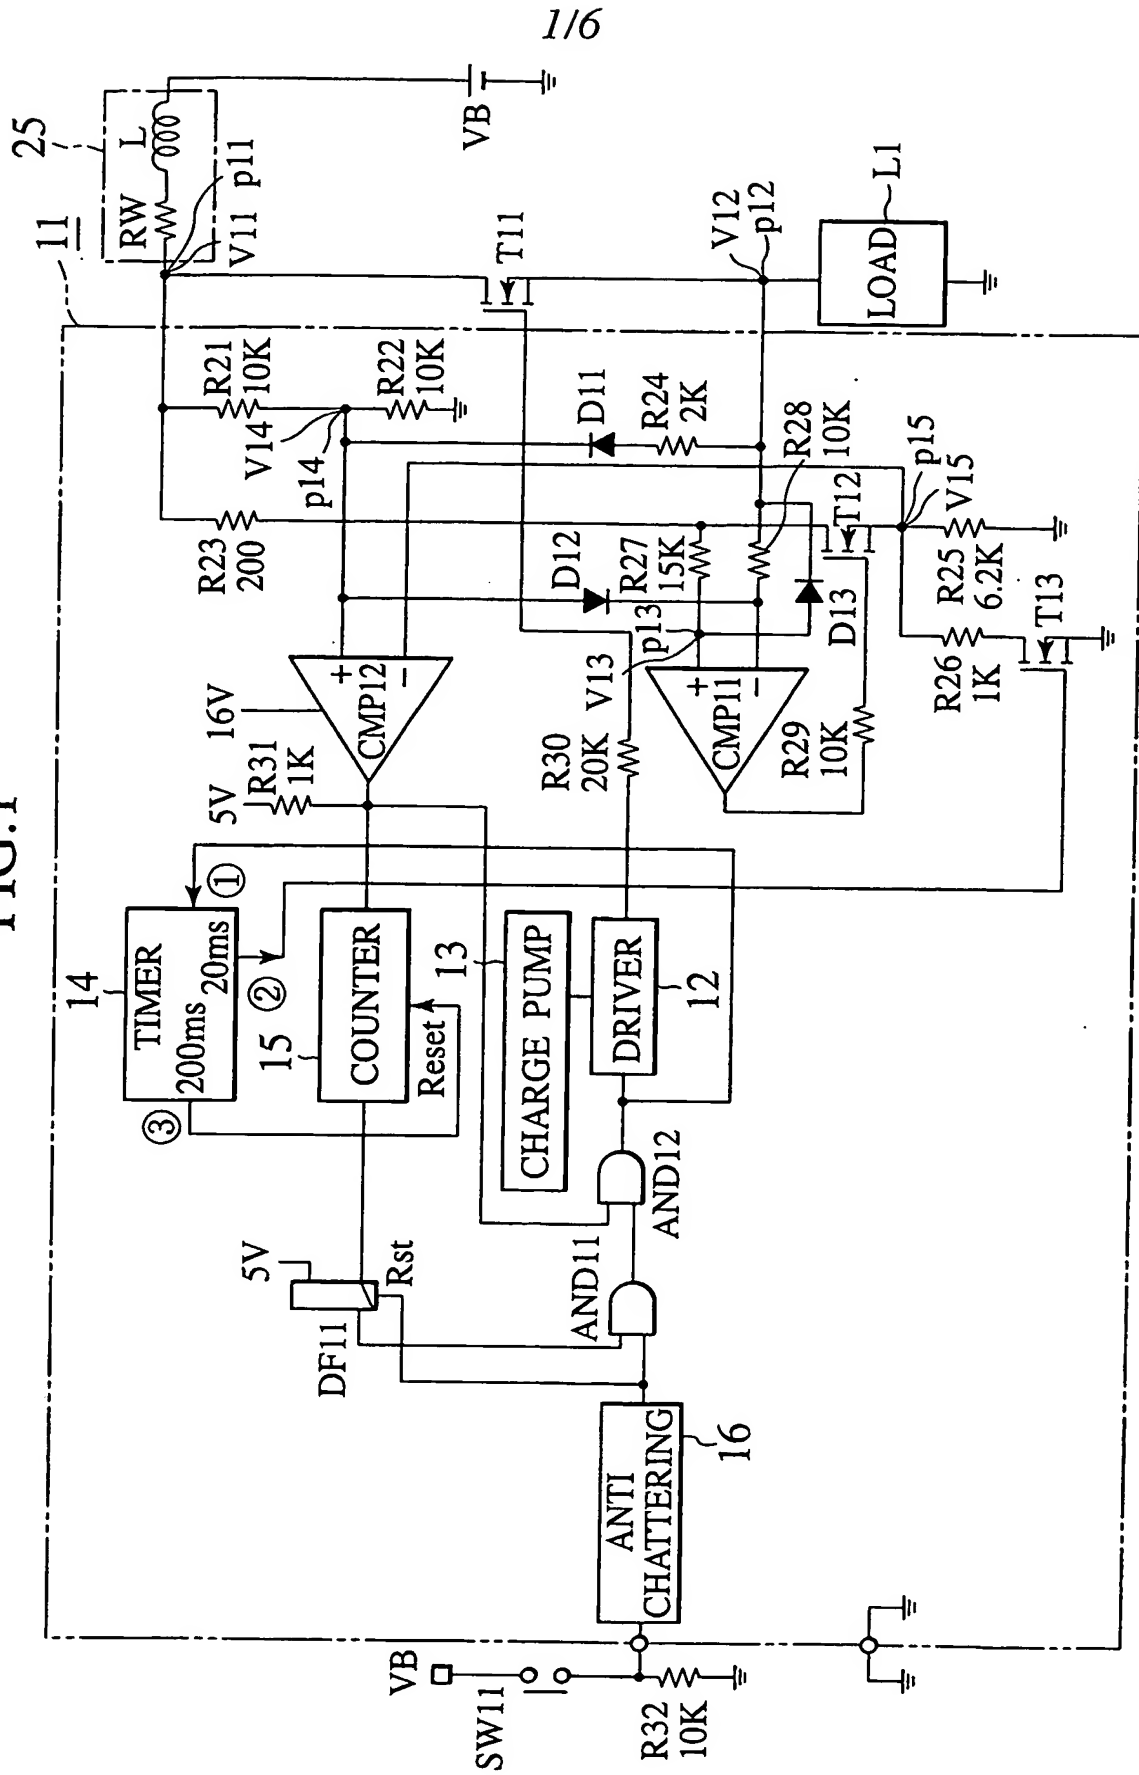 1/6
FIG.1
11
25
RW
L
V11
p11
VB
T11
V12
p12
LOAD
L1
R21
10K
R22
10K
V14
p14
R23
200
D11
R24
2K
R28
10K
D12
R27
15K
p13
V13
D13
T12
p15
V15
R25
6.2K
R26
1K
T13
16V
+
−
CMP12
+
−
CMP11
R29
10K
R30
20K
5V
R31
1K
14
TIMER
200ms
20ms
①
②
③
15
COUNTER
Reset
13
CHARGE PUMP
DRIVER
12
5V
DF11
Rst
AND11
AND12
ANTI
CHATTERING
16
VB
SW11
R32
10K